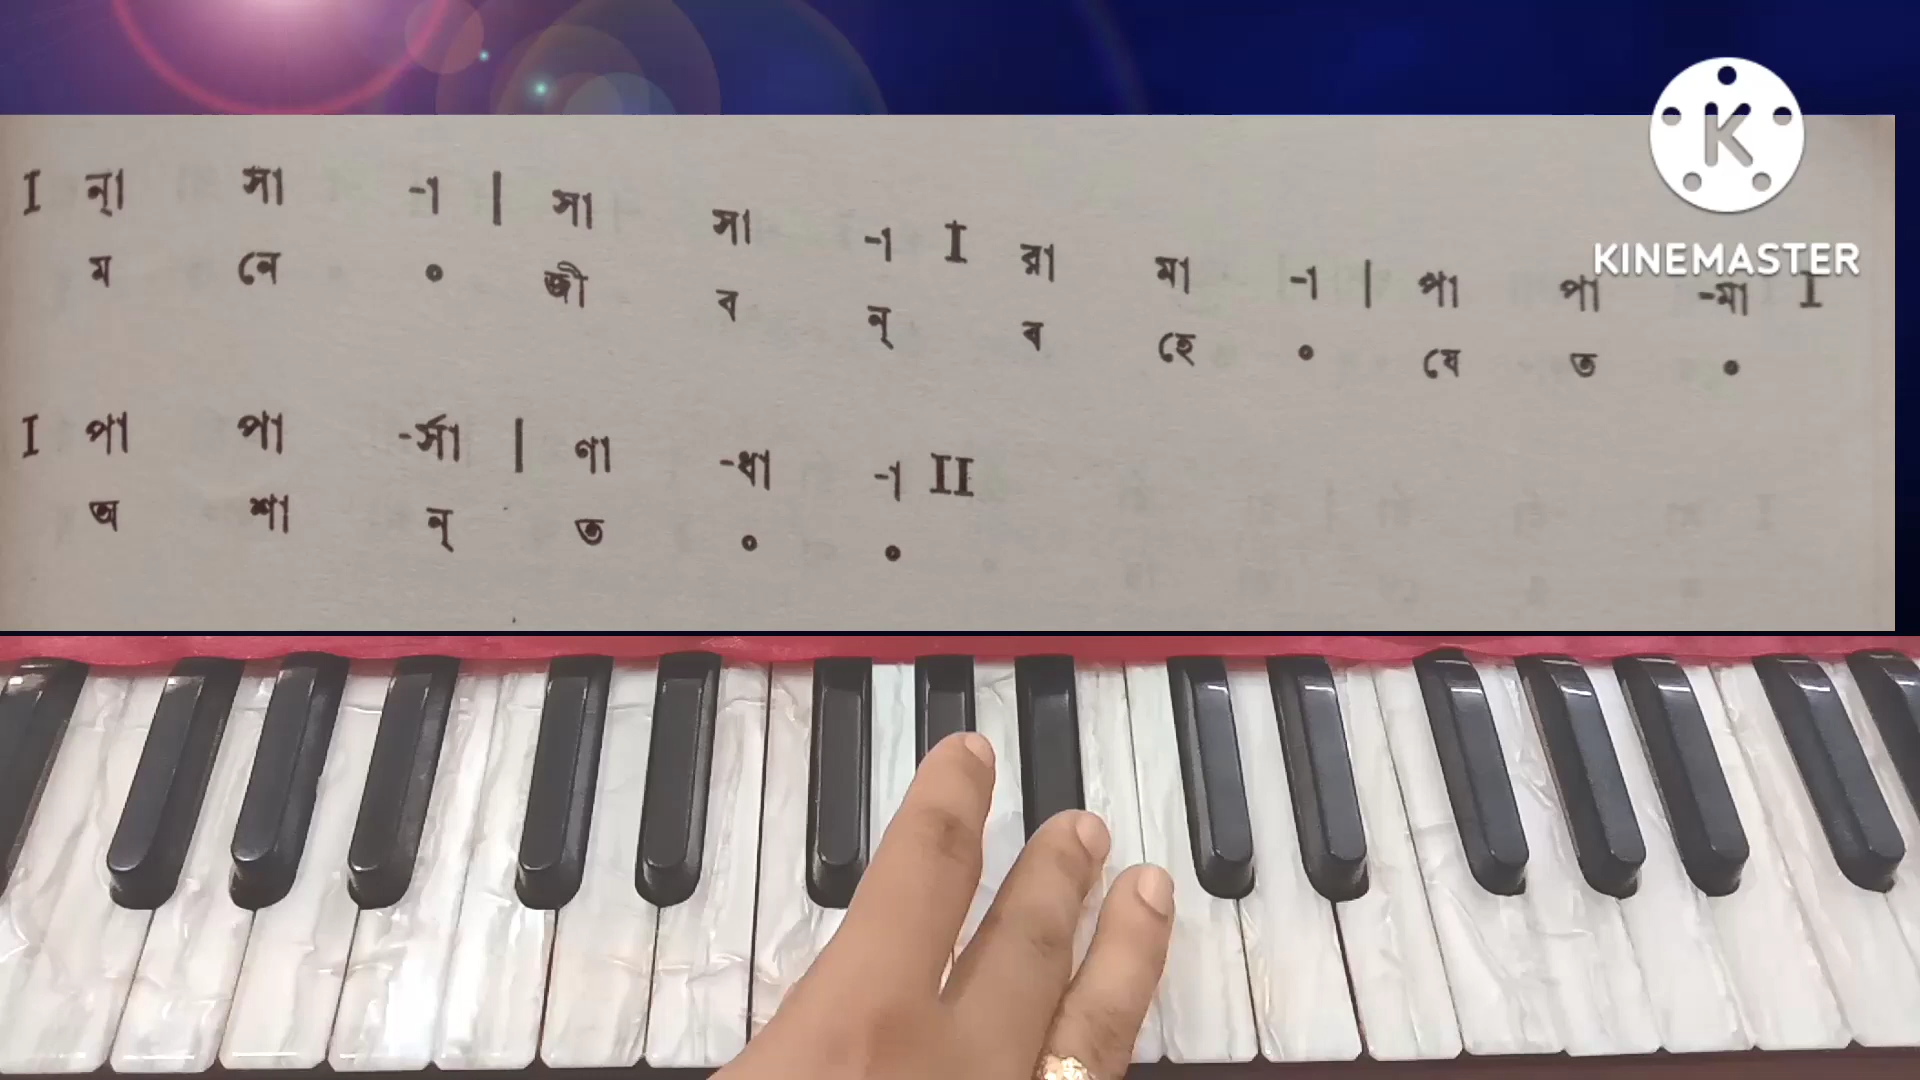 I ন্া সা -া | সা সা -া I রা মা -া | পা পা -মা I
ম নে ০ জী ব ন্ ব হে ০ যে ত ০
I পা পা -র্সা | ণা -ধা -া II
অ শা ন্ ত ০ ০
KINEMASTER